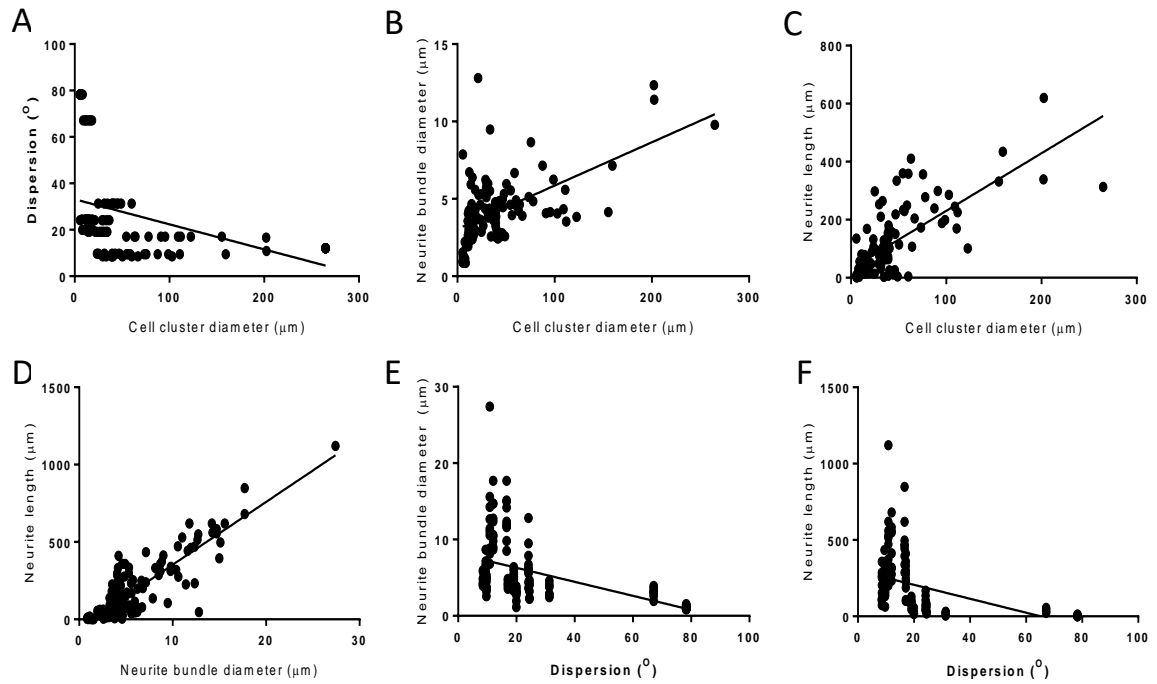 A
Dispersion (O)
100
80
60
40
20
0
0 100 200 300
Cell cluster diameter (μm)
B
Neurite bundle diameter (μm)
15
10
5
0
0 100 200 300
Cell cluster diameter (μm)
C
Neurite length (μm)
800
600
400
200
0
0 100 200 300
Cell cluster diameter (μm)
D
Neurite length (μm)
1500
1000
500
0
0 10 20 30
Neurite bundle diameter (μm)
E
Neurite bundle diameter (μm)
30
20
10
0
0 20 40 60 80 100
Dispersion (O)
F
Neurite length (μm)
1500
1000
500
0
0 20 40 60 80 100
Dispersion (O)